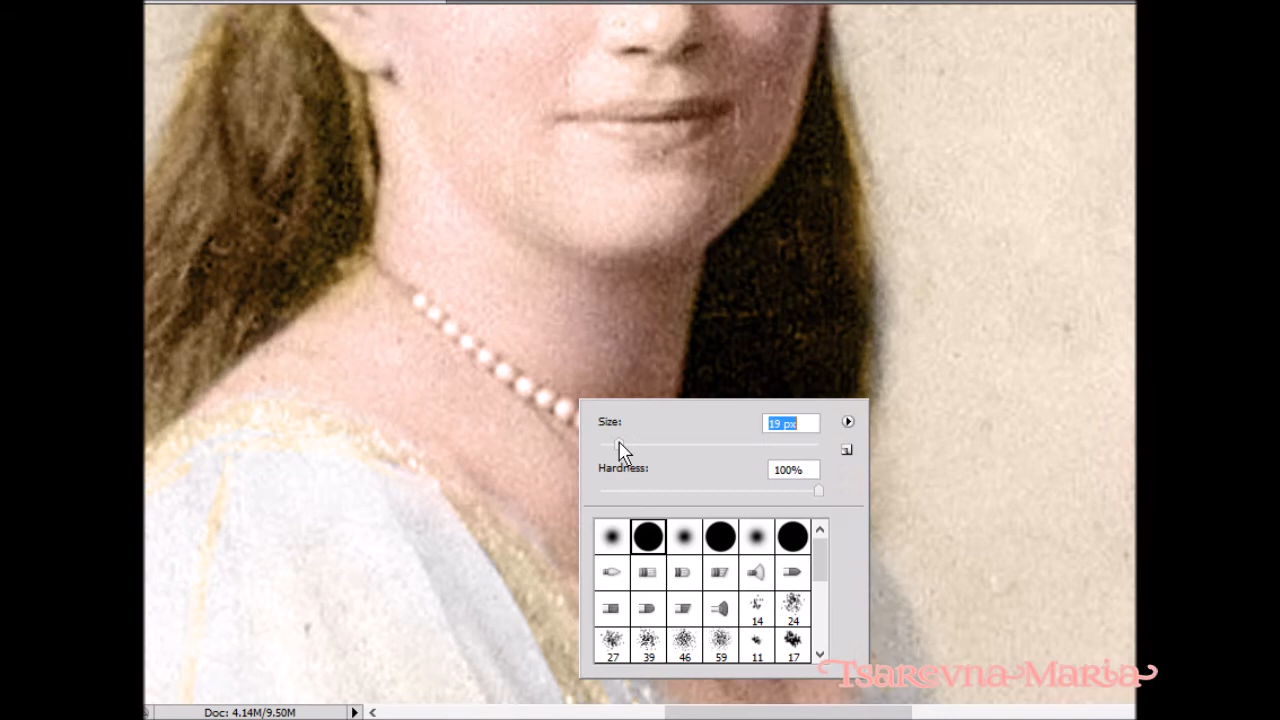 Size:
19 px
Hardness:
100%
14
24
27
39
46
59
11
17
Tsarevna Maria
Doc: 4.14M/9.50M